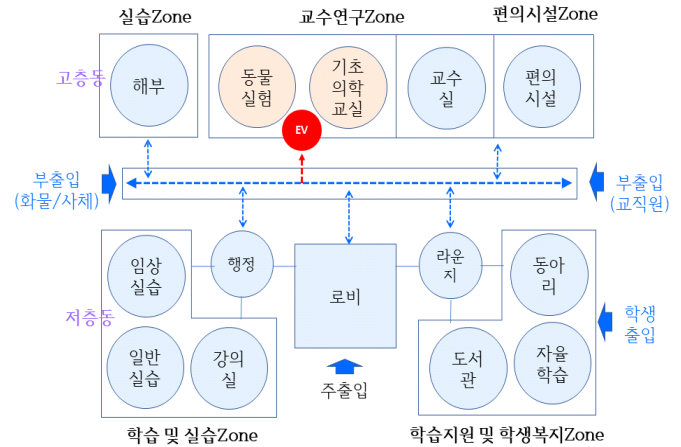 실습Zone
교수연구Zone
편의시설Zone
고층동
해부
동물
실험
기초
의학
교실
교수
실
편의
시설
EV
부출입
(화물/사체)
부출입
(교직원)
임상
실습
행정
로비
라운
지
동아
리
저층동
학생
출입
일반
실습
강의
실
도서
관
자율
학습
주출입
학습 및 실습Zone
학습지원 및 학생복지Zone